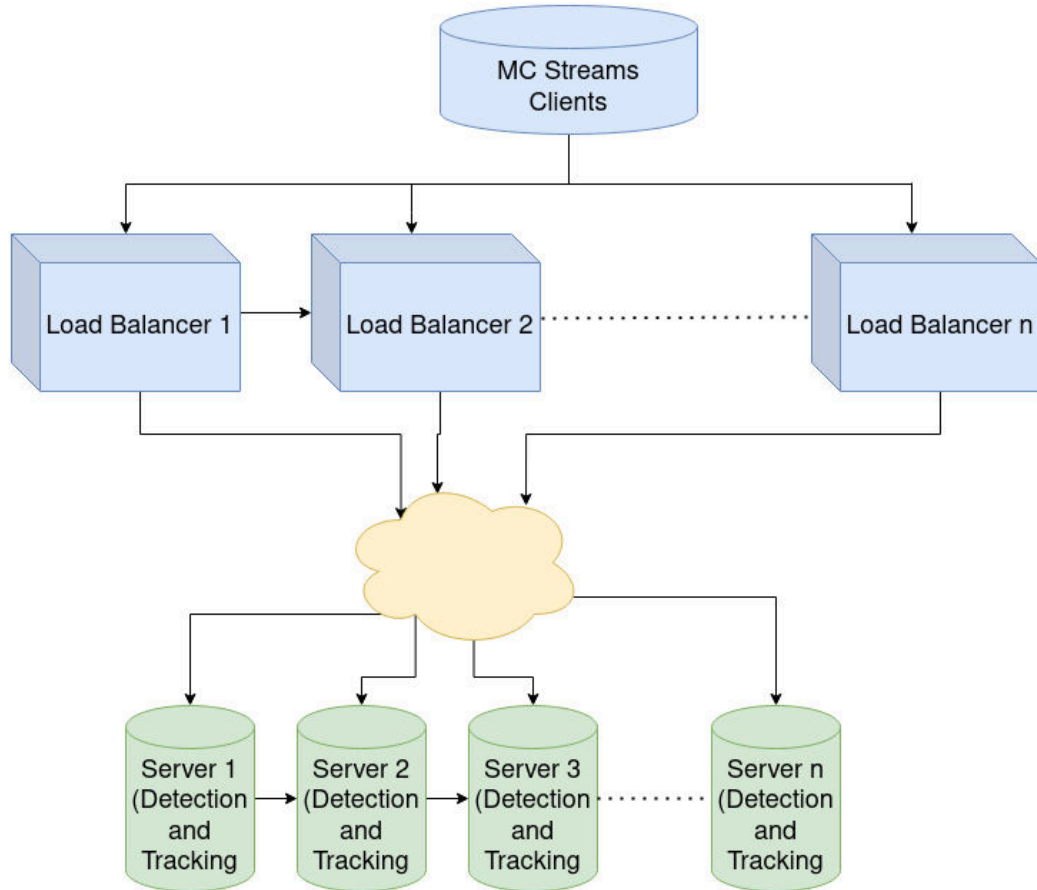 MC Streams
Clients
Load Balancer 1
Load Balancer 2
Load Balancer n
Server 1
(Detection
and
Tracking
Server 2
(Detection
and
Tracking
Server 3
(Detection
and
Tracking
Server n
(Detection
and
Tracking